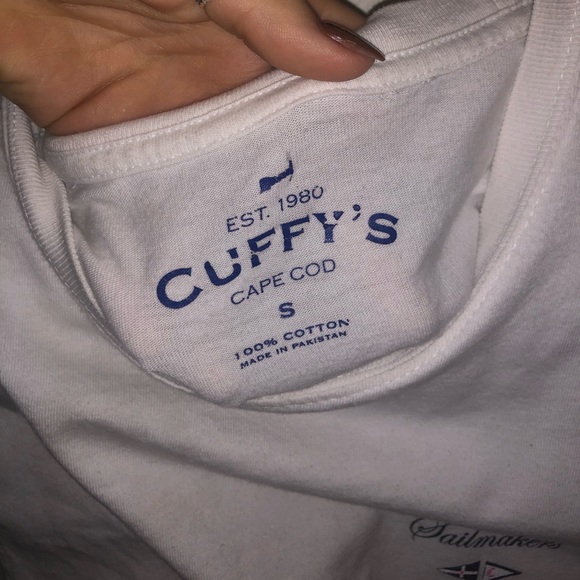 EST. 1980
CUFFY'S
CAPE COD
S
100% COTTON
MADE IN PAKISTAN
Sailmakers